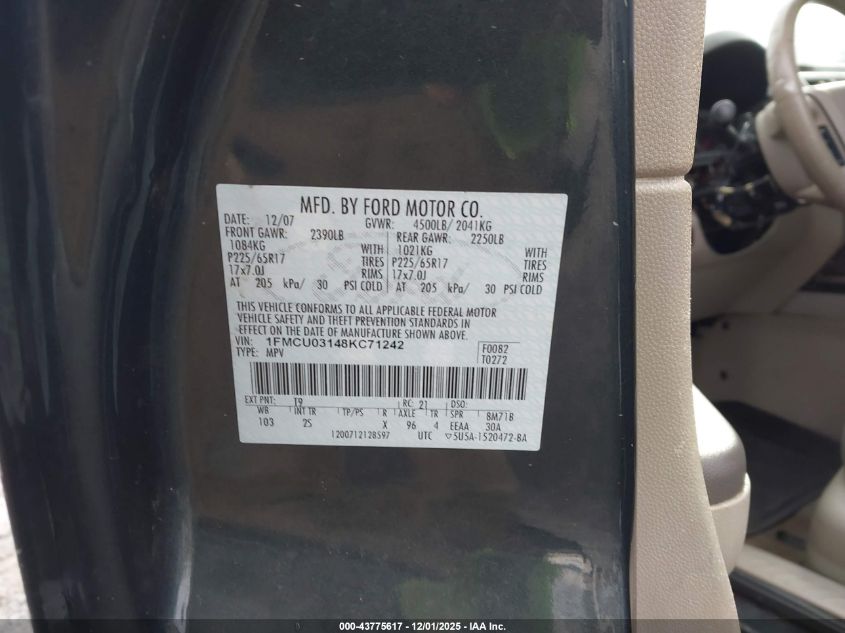 MFD. BY FORD MOTOR CO.
DATE: 12/07 GVWR: 4500LB/ 2041KG
FRONT GAWR: 2390LB REAR GAWR: 2250LB
1084KG WITH 1021KG WITH
P225/65R17 TIRES P225/65R17 TIRES
17x7.0J RIMS 17x7.0J RIMS
AT 205 kPa/ 30 PSI COLD AT 205 kPa/ 30 PSI COLD
THIS VEHICLE CONFORMS TO ALL APPLICABLE FEDERAL MOTOR
VEHICLE SAFETY AND THEFT PREVENTION STANDARDS IN
EFFECT ON THE DATE OF MANUFACTURE SHOWN ABOVE.
VIN: 1FMCU03148KC71242 F0082
TYPE: MPV T0272
EXT PNT: T9 RC: 21 DSO:
WB INT TR TP/PS R AXLE TR SPR 8M71B
103 2S X 96 4 EEAA 30A
1200712128597 UTC ▽5U5A-1520472-BA
000-43775617 - 12/01/2025 - IAA Inc.